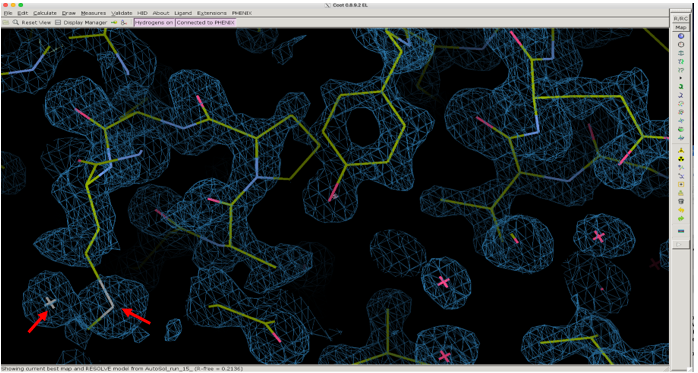 Coot 0.8.9.2 EL
File Edit Calculate Draw Measures Validate HID About Ligand Extensions PHENIX
Reset View Display Manager Hydrogens on Connected to PHENIX
R/RC
Map
Showing current best map and RESOLVE model from AutoSol_run_15_ (R-free = 0.2136)